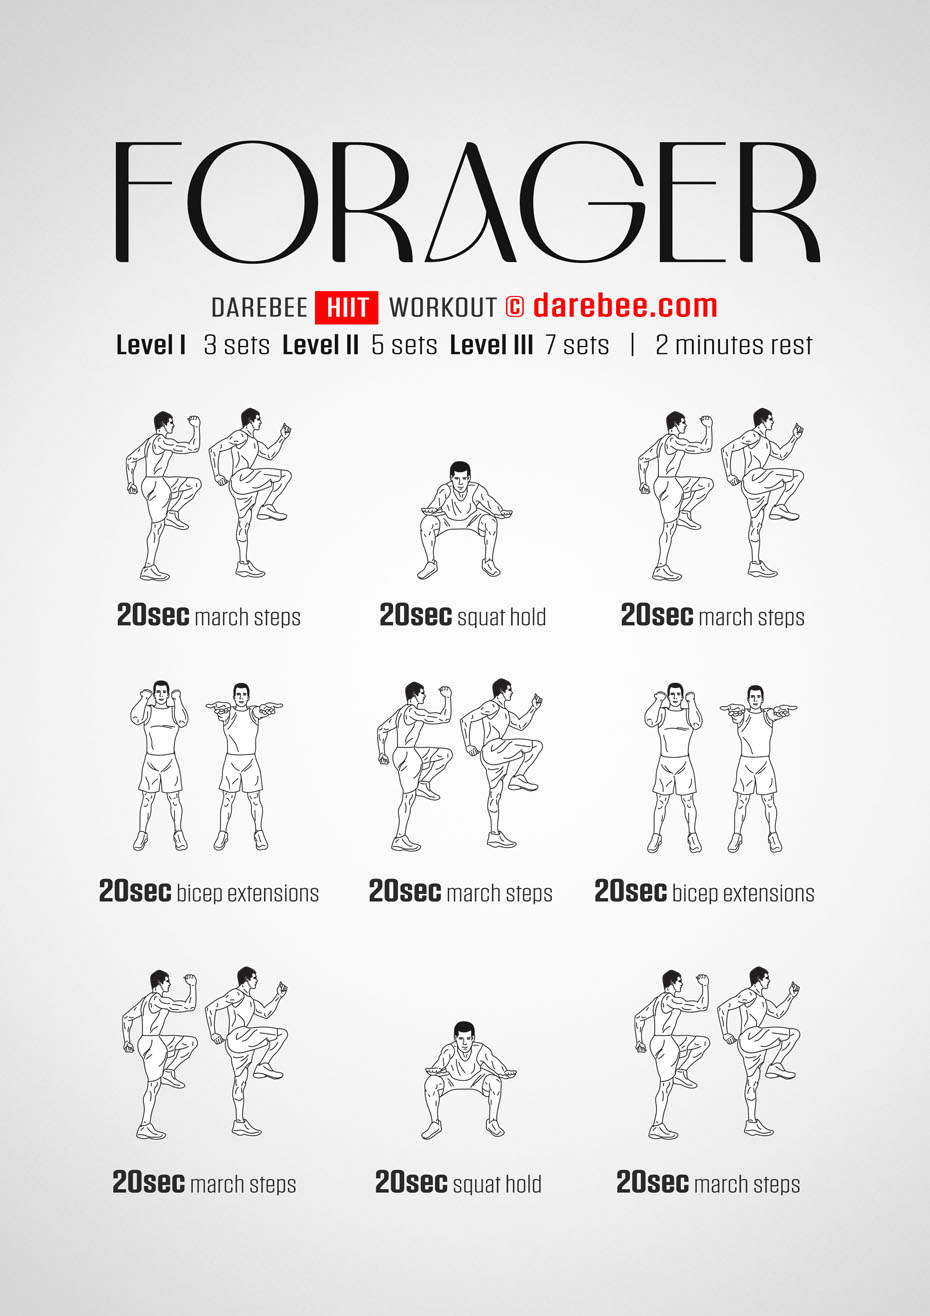 FORAGER
DAREBEE HIIT WORKOUT © darebee.com
Level I 3 sets Level II 5 sets Level III 7 sets | 2 minutes rest
20sec march steps
20sec squat hold
20sec march steps
20sec bicep extensions
20sec march steps
20sec bicep extensions
20sec march steps
20sec squat hold
20sec march steps